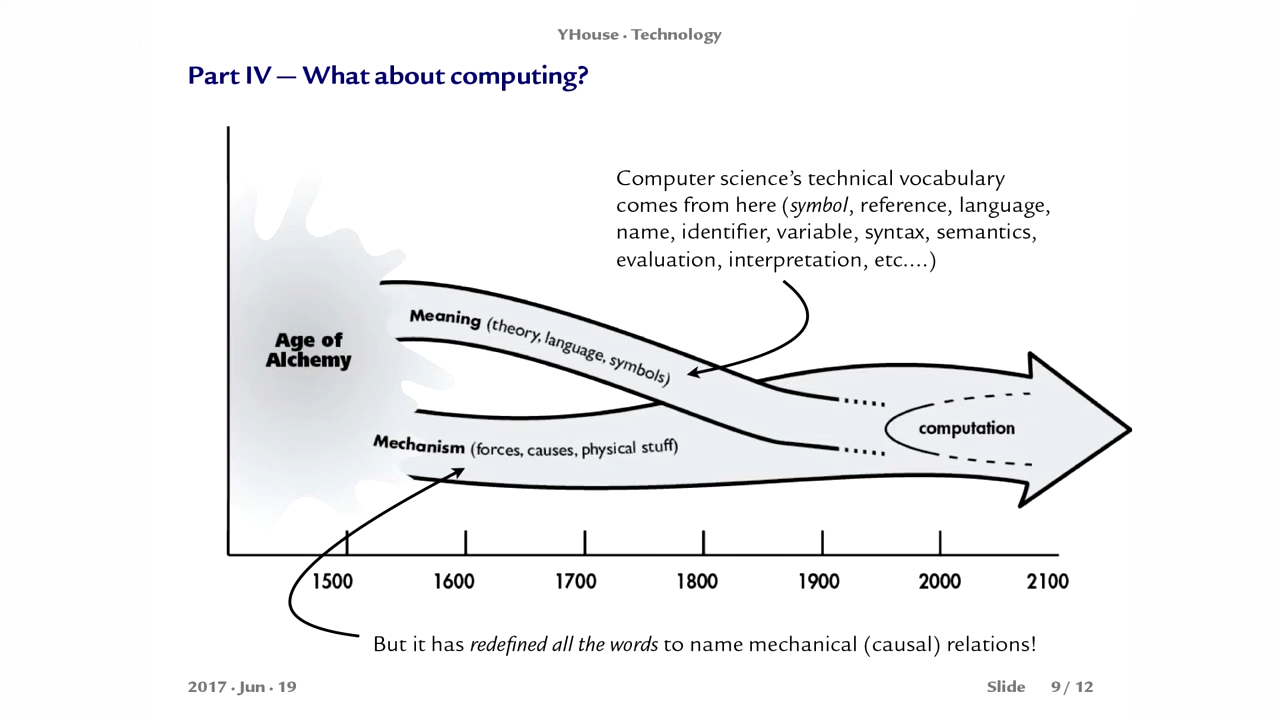 YHouse · Technology
Part IV — What about computing?
Computer science’s technical vocabulary
comes from here (symbol, reference, language,
name, identifier, variable, syntax, semantics,
evaluation, interpretation, etc.…)
Age of
Alchemy
Meaning (theory, language, symbols)
computation
Mechanism (forces, causes, physical stuff)
1500 1600 1700 1800 1900 2000 2100
But it has redefined all the words to name mechanical (causal) relations!
2017 · Jun · 19 Slide 9 / 12